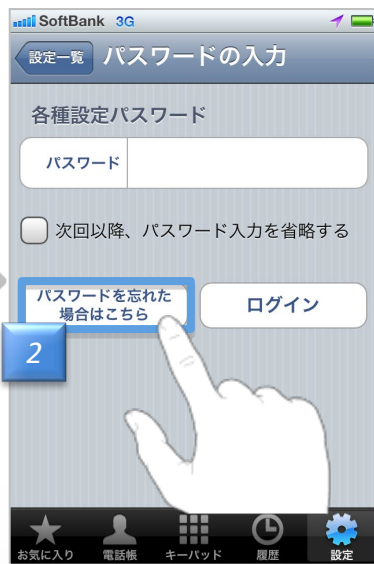 SoftBank 3G
設定一覧 パスワードの入力
各種設定パスワード
パスワード
次回以降、パスワード入力を省略する
パスワードを忘れた
場合はこちら
ログイン
2
お気に入り 電話帳 キーパッド 履歴 設定